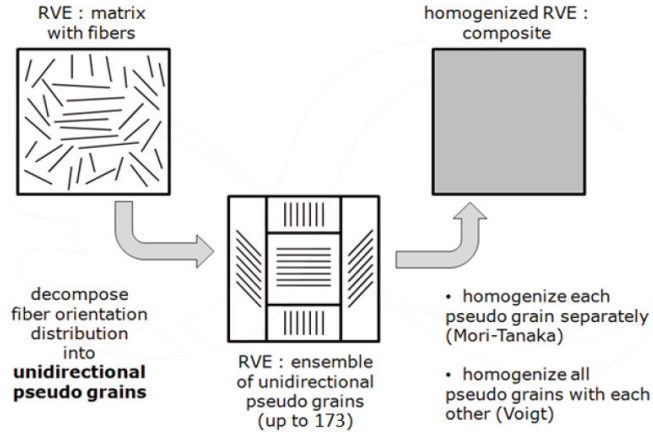 RVE : matrix
with fibers
homogenized RVE :
composite
decompose
fiber orientation
distribution
into
unidirectional
pseudo grains
RVE : ensemble
of unidirectional
pseudo grains
(up to 173)
• homogenize each
pseudo grain separately
(Mori-Tanaka)
• homogenize all
pseudo grains with each
other (Voigt)